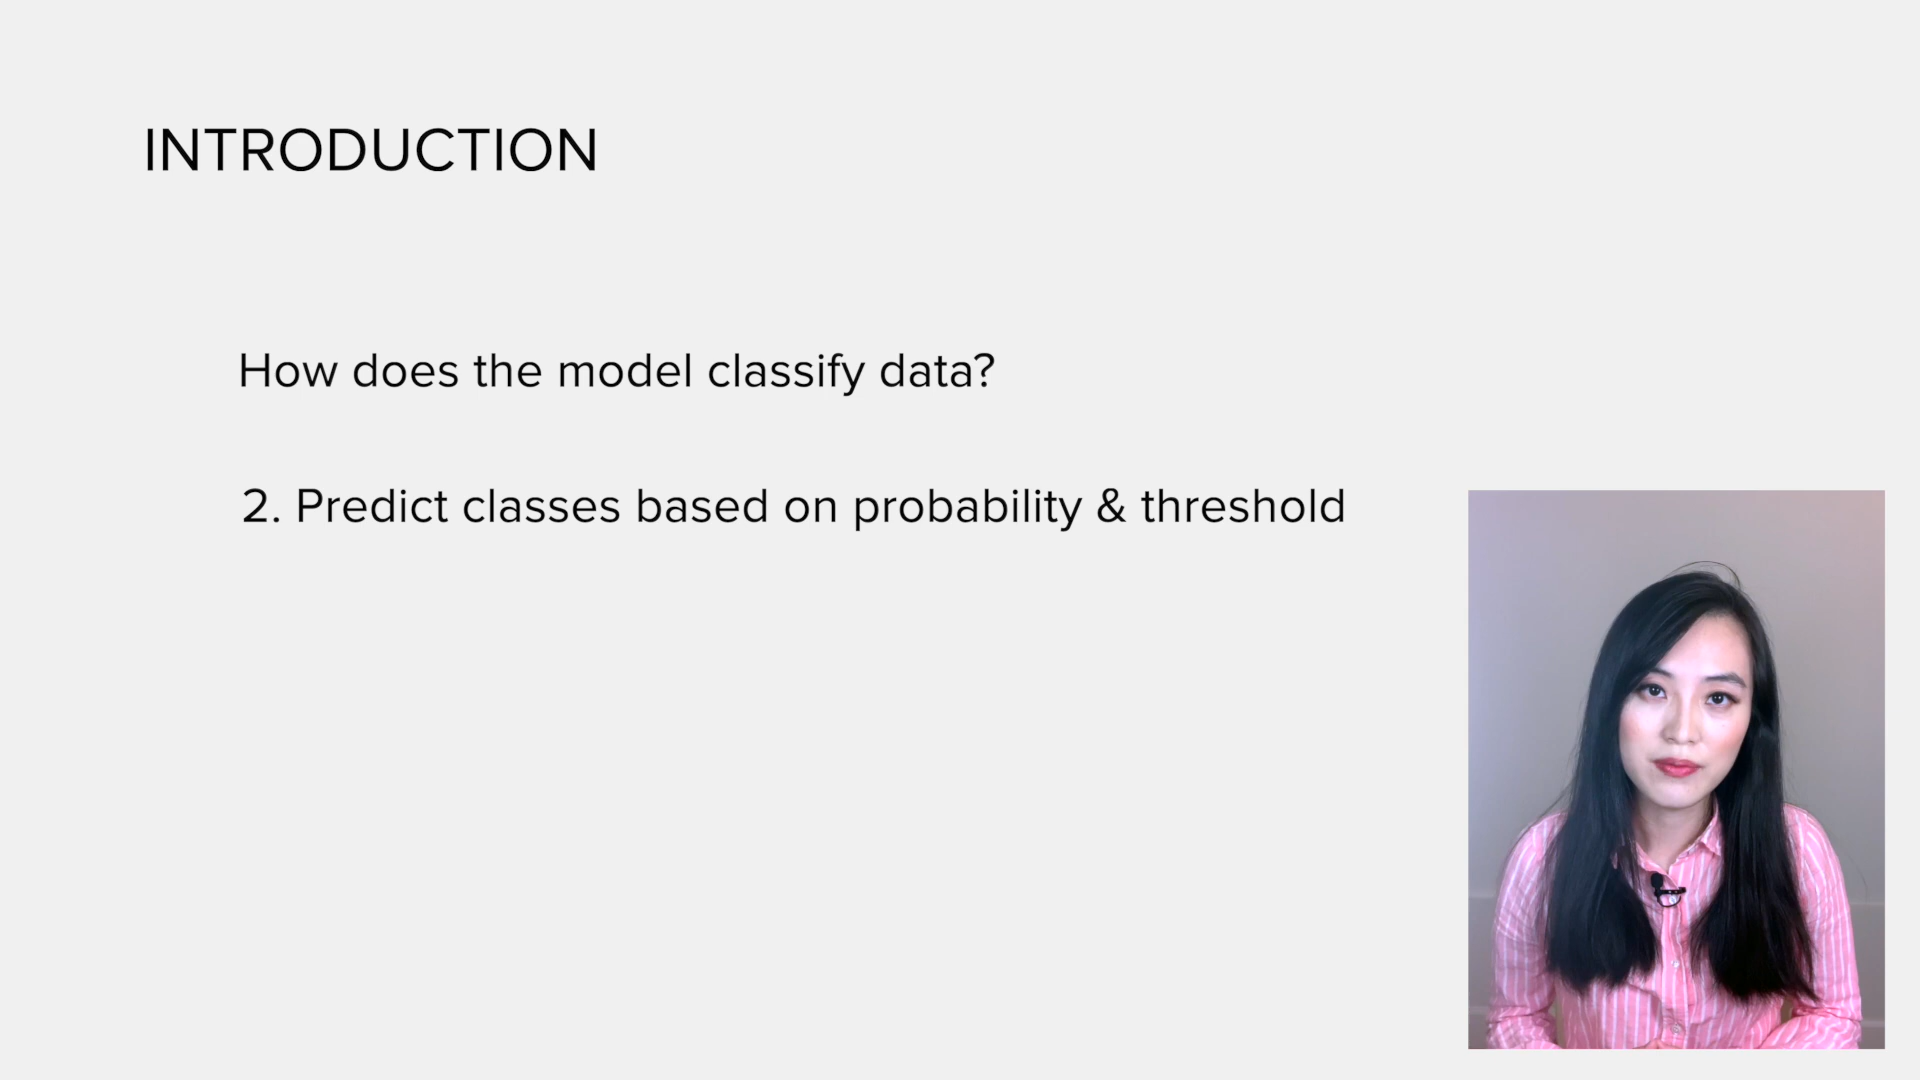 INTRODUCTION
How does the model classify data?
2. Predict classes based on probability & threshold